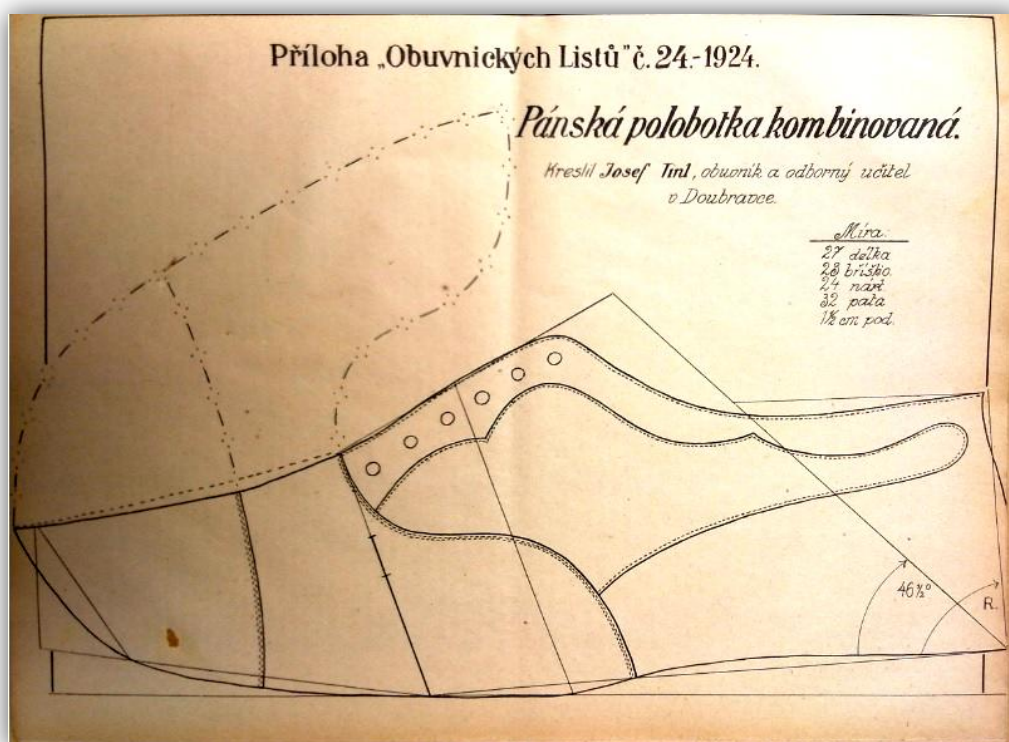 Příloha „Obuvnických Listů" č. 24.-1924.
Pánská polobotka kombinovaná.
Kreslil Josef Tinl, obuvník a odborný učitel
v Doubravce.
Míra:
27 délka
23 bříško.
24 nárt.
32 pata
1½ cm pod.
46½°
R.